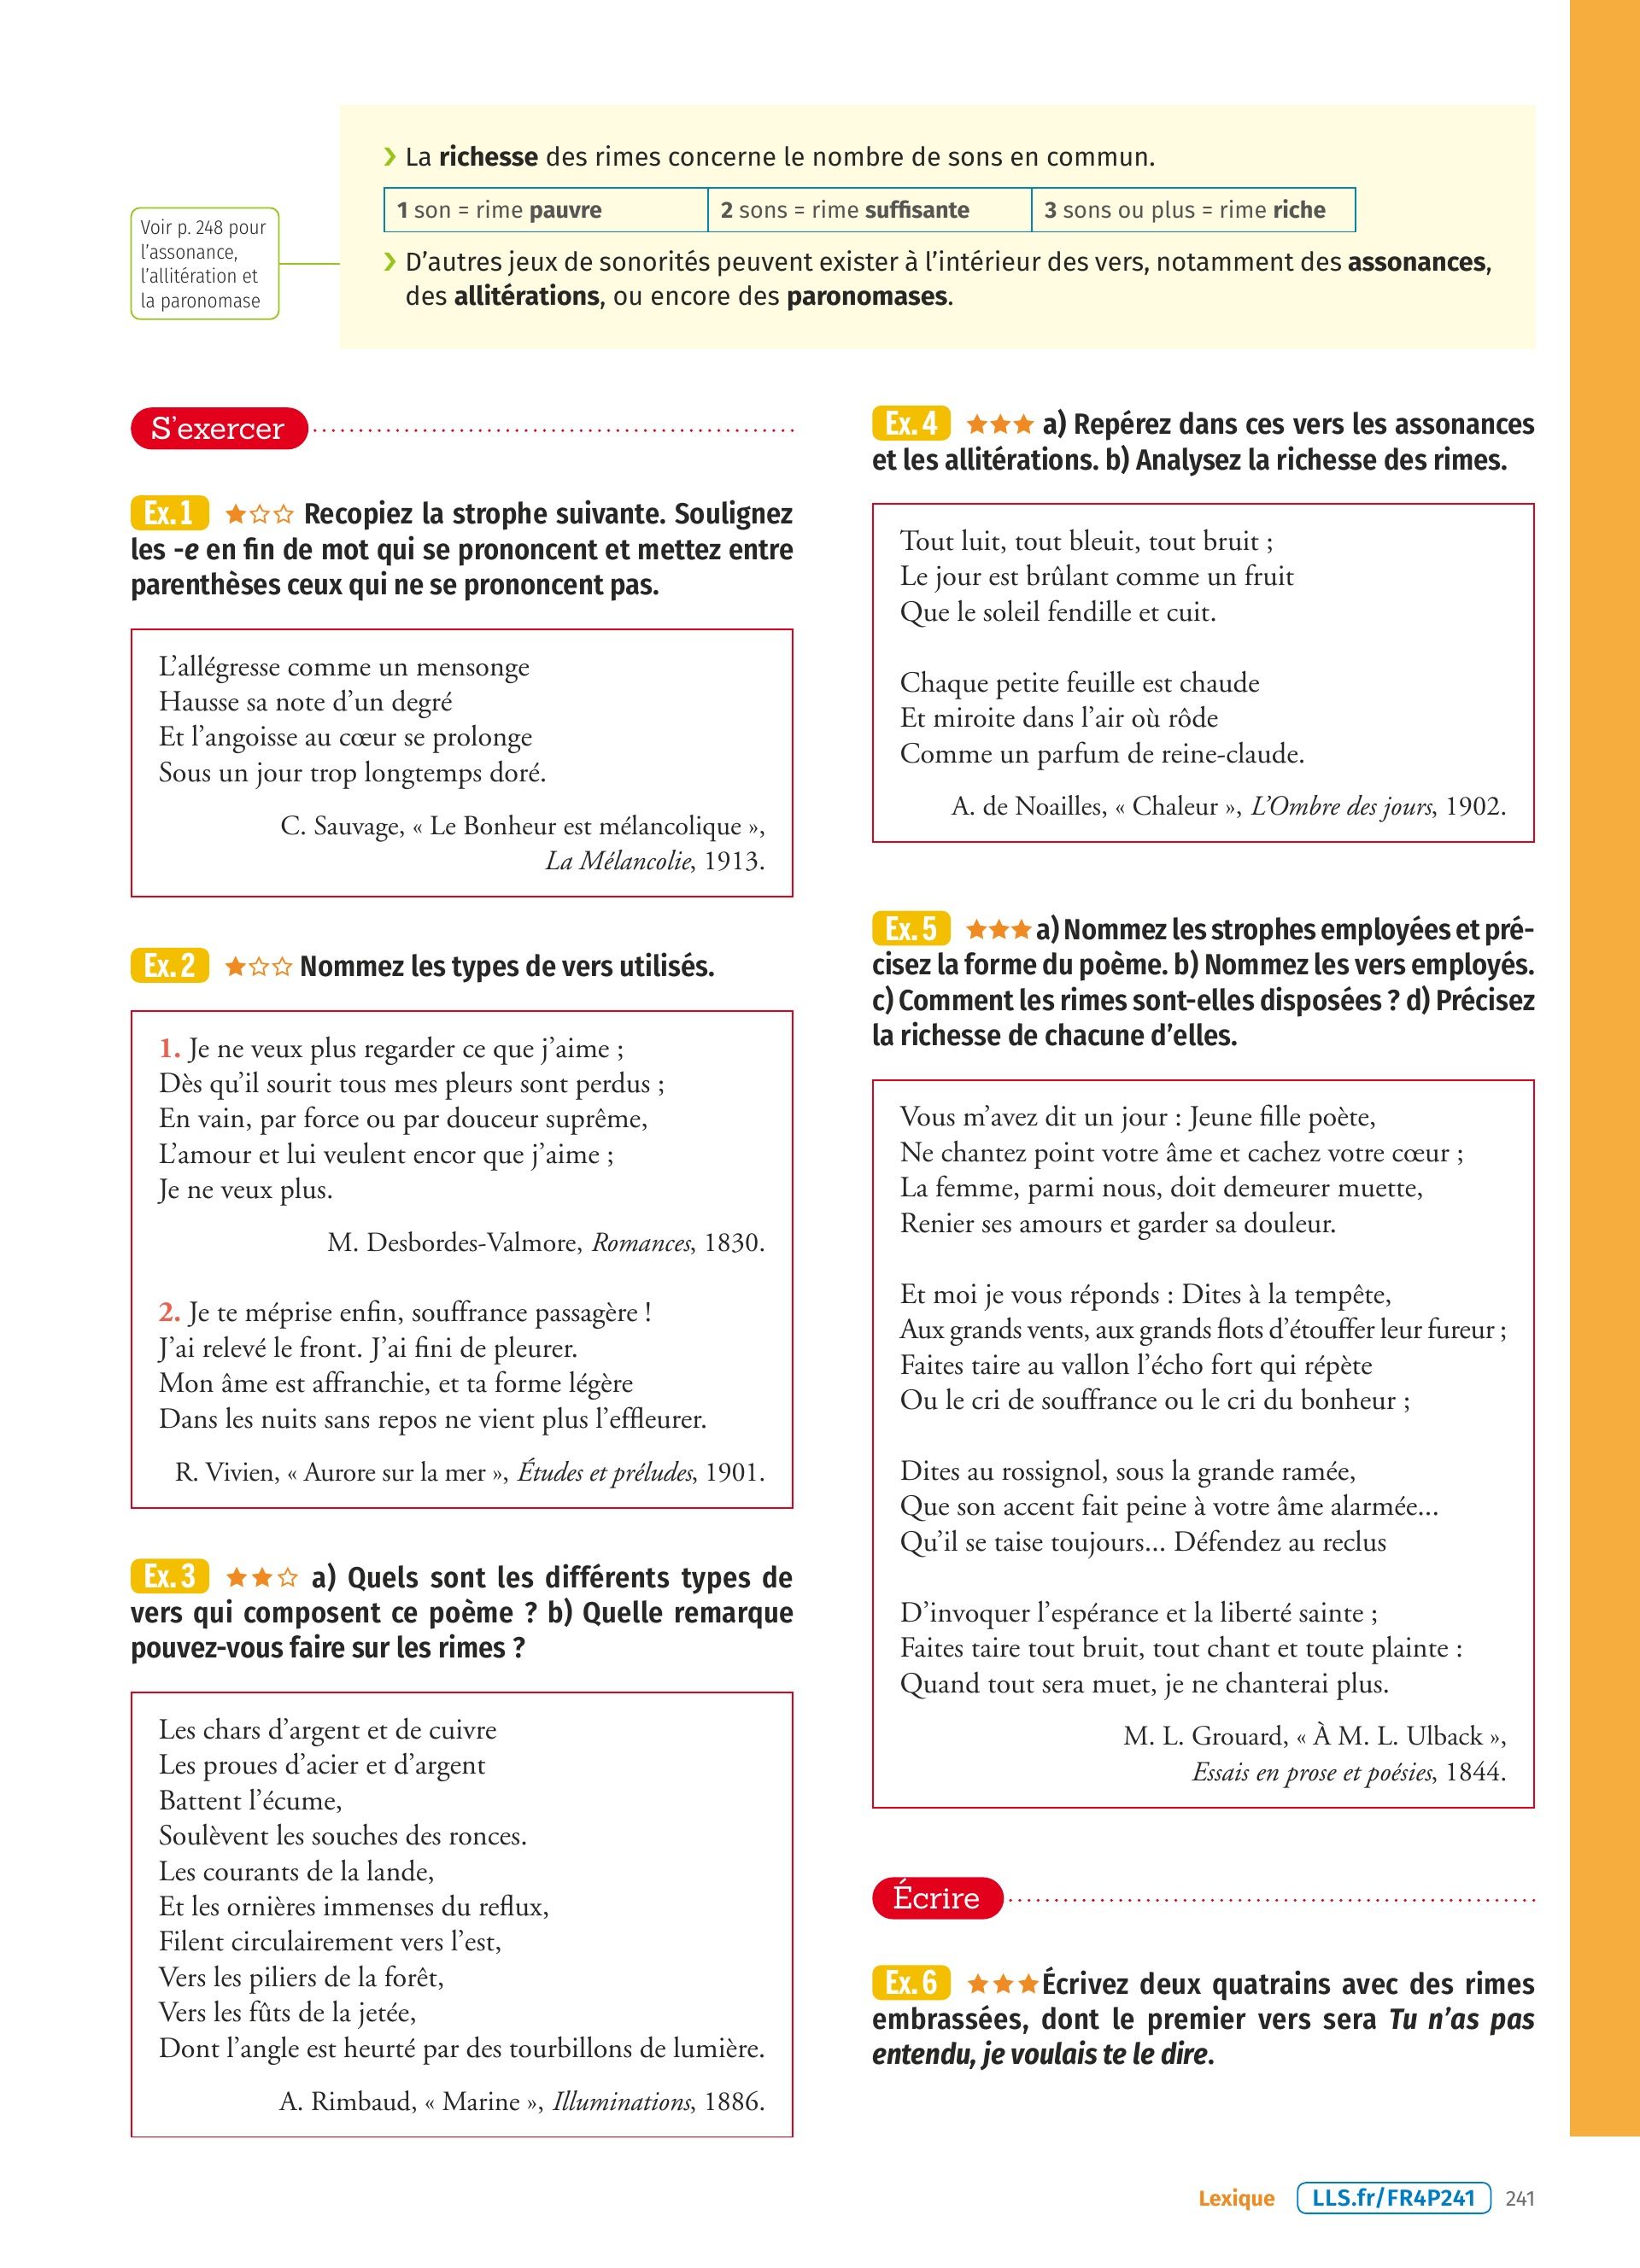 › La richesse des rimes concerne le nombre de sons en commun.
1 son = rime pauvre
2 sons = rime suffisante
3 sons ou plus = rime riche
Voir p. 248 pour
l’assonance,
l’allitération et
la paronomase
› D’autres jeux de sonorités peuvent exister à l’intérieur des vers, notamment des assonances,
des allitérations, ou encore des paronomases.
S’exercer
Ex. 1 ★☆☆ Recopiez la strophe suivante. Soulignez
les -e en fin de mot qui se prononcent et mettez entre
parenthèses ceux qui ne se prononcent pas.
L’allégresse comme un mensonge
Hausse sa note d’un degré
Et l’angoisse au cœur se prolonge
Sous un jour trop longtemps doré.
C. Sauvage, « Le Bonheur est mélancolique »,
La Mélancolie, 1913.
Ex. 2 ★☆☆ Nommez les types de vers utilisés.
1. Je ne veux plus regarder ce que j’aime ;
Dès qu’il sourit tous mes pleurs sont perdus ;
En vain, par force ou par douceur suprême,
L’amour et lui veulent encor que j’aime ;
Je ne veux plus.
M. Desbordes-Valmore, Romances, 1830.
2. Je te méprise enfin, souffrance passagère !
J’ai relevé le front. J’ai fini de pleurer.
Mon âme est affranchie, et ta forme légère
Dans les nuits sans repos ne vient plus l’effleurer.
R. Vivien, « Aurore sur la mer », Études et préludes, 1901.
Ex. 3 ★★☆ a) Quels sont les différents types de
vers qui composent ce poème ? b) Quelle remarque
pouvez-vous faire sur les rimes ?
Les chars d’argent et de cuivre
Les proues d’acier et d’argent
Battent l’écume,
Soulèvent les souches des ronces.
Les courants de la lande,
Et les ornières immenses du reflux,
Filent circulairement vers l’est,
Vers les piliers de la forêt,
Vers les fûts de la jetée,
Dont l’angle est heurté par des tourbillons de lumière.
A. Rimbaud, « Marine », Illuminations, 1886.
Ex. 4 ★★★ a) Repérez dans ces vers les assonances
et les allitérations. b) Analysez la richesse des rimes.
Tout luit, tout bleuit, tout bruit ;
Le jour est brûlant comme un fruit
Que le soleil fendille et cuit.
Chaque petite feuille est chaude
Et miroite dans l’air où rôde
Comme un parfum de reine-claude.
A. de Noailles, « Chaleur », L’Ombre des jours, 1902.
Ex. 5 ★★★ a) Nommez les strophes employées et pré-
cisez la forme du poème. b) Nommez les vers employés.
c) Comment les rimes sont-elles disposées ? d) Précisez
la richesse de chacune d’elles.
Vous m’avez dit un jour : Jeune fille poète,
Ne chantez point votre âme et cachez votre cœur ;
La femme, parmi nous, doit demeurer muette,
Renier ses amours et garder sa douleur.
Et moi je vous réponds : Dites à la tempête,
Aux grands vents, aux grands flots d’étouffer leur fureur ;
Faites taire au vallon l’écho fort qui répète
Ou le cri de souffrance ou le cri du bonheur ;
Dites au rossignol, sous la grande ramée,
Que son accent fait peine à votre âme alarmée...
Qu’il se taise toujours... Défendez au reclus
D’invoquer l’espérance et la liberté sainte ;
Faites taire tout bruit, tout chant et toute plainte :
Quand tout sera muet, je ne chanterai plus.
M. L. Grouard, « À M. L. Ulback »,
Essais en prose et poésies, 1844.
Écrire
Ex. 6 ★★★ Écrivez deux quatrains avec des rimes
embrassées, dont le premier vers sera Tu n’as pas
entendu, je voulais te le dire.
Lexique LLS.fr/FR4P241 241